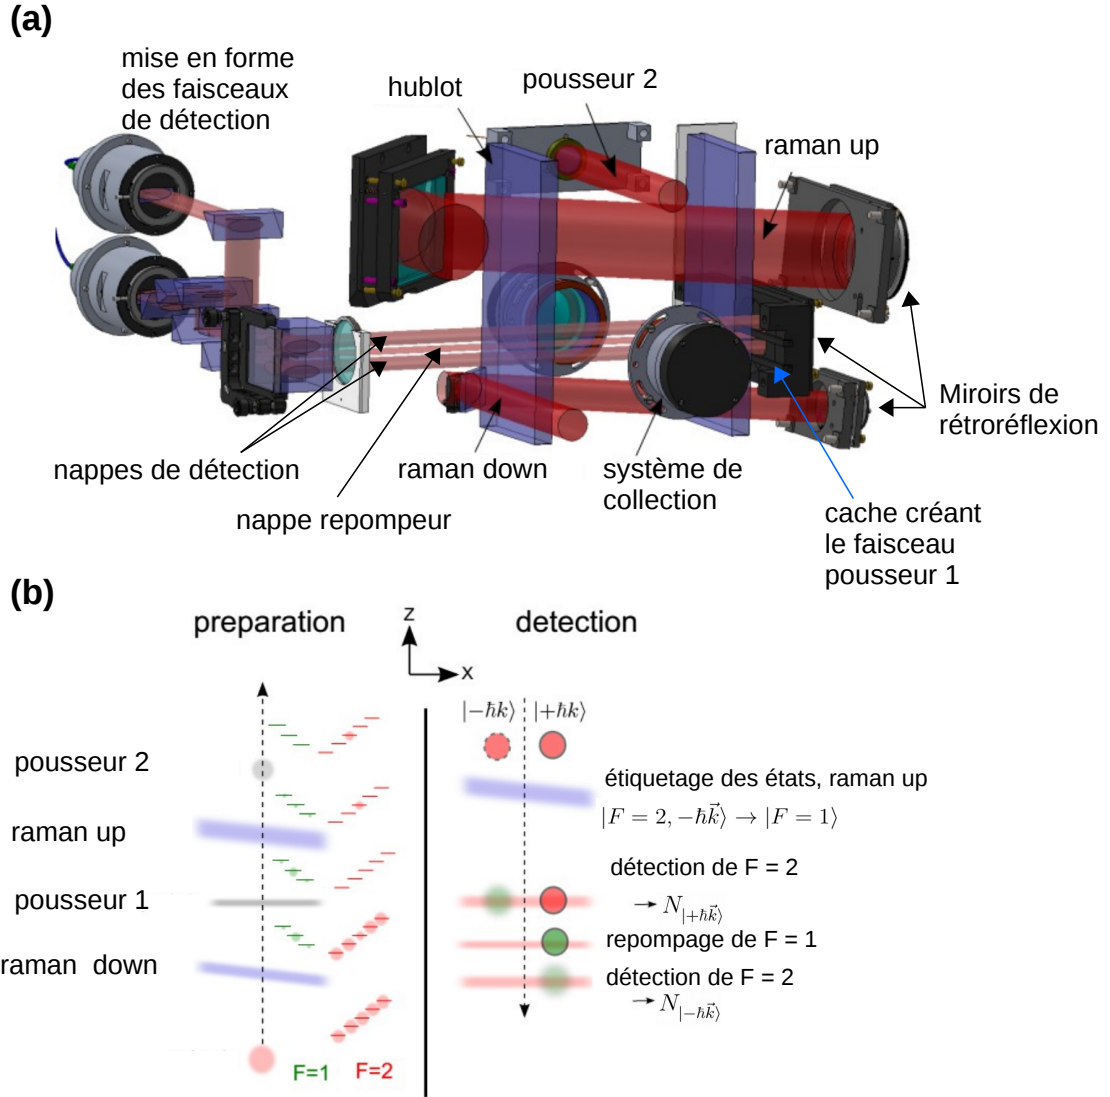 (a)
mise en forme
des faisceaux
de détection
hublot
pousseur 2
raman up
Miroirs de
rétroréflexion
nappes de détection
raman down
système de
collection
nappe repompeur
cache créant
le faisceau
pousseur 1
(b)
preparation
z
x
detection
|−ℏk⟩ |+ℏk⟩
pousseur 2
étiquetage des états, raman up
|F = 2, −ℏk⃗⟩ → |F = 1⟩
raman up
détection de F = 2
pousseur 1
→ N|+ℏk⃗⟩
repompage de F = 1
raman down
détection de F = 2
→ N|−ℏk⃗⟩
F=1 F=2